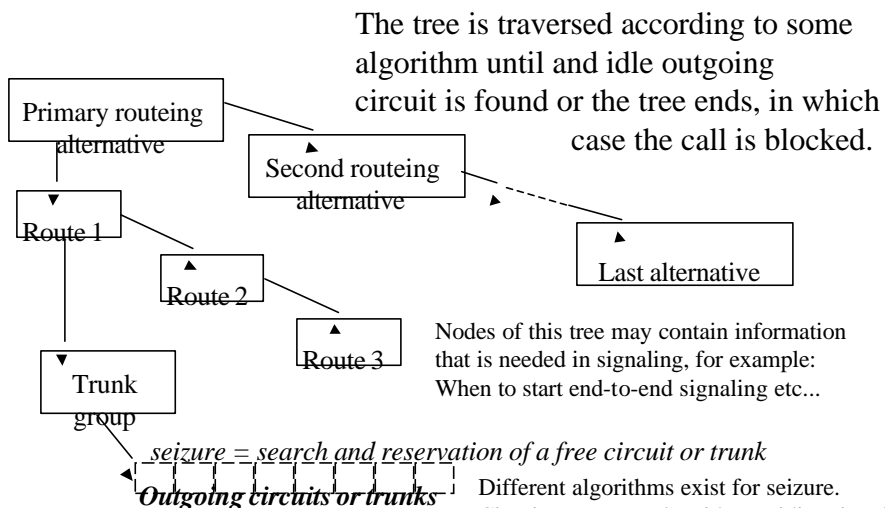 The tree is traversed according to some
algorithm until and idle outgoing
circuit is found or the tree ends, in which
case the call is blocked.
Primary routeing
alternative
Second routeing
alternative
Last alternative
Route 1
Route 2
Route 3
Nodes of this tree may contain information
that is needed in signaling, for example:
When to start end-to-end signaling etc...
Trunk
group
seizure = search and reservation of a free circuit or trunk
Outgoing circuits or trunks
Different algorithms exist for seizure.